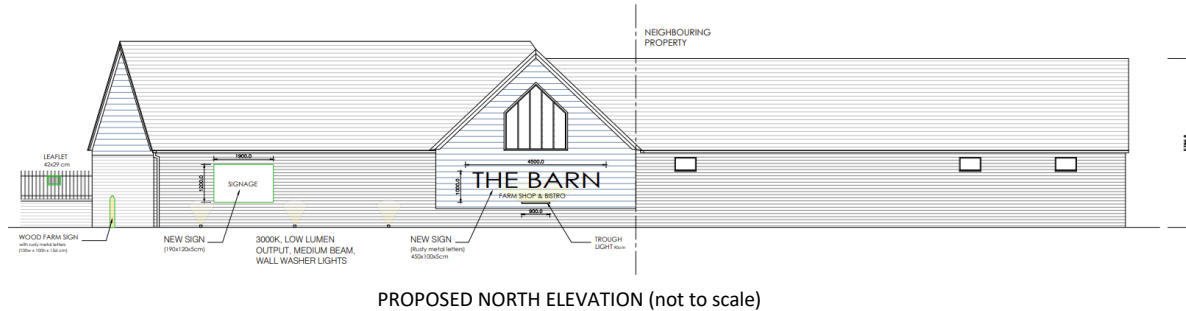 NEIGHBOURING
PROPERTY
LEAFLET
42x29 cm
1900.0
1200.0
SIGNAGE
4500.0
1000.0
THE BARN
FARM SHOP & BISTRO
900.0
WOOD FARM SIGN
with rusty metal letters
NEW SIGN
(190x120x5cm)
3000K, LOW LUMEN
OUTPUT, MEDIUM BEAM,
WALL WASHER LIGHTS
NEW SIGN
(Rusty metal letters)
450x100x5cm
TROUGH
LIGHT 90cm
PROPOSED NORTH ELEVATION (not to scale)